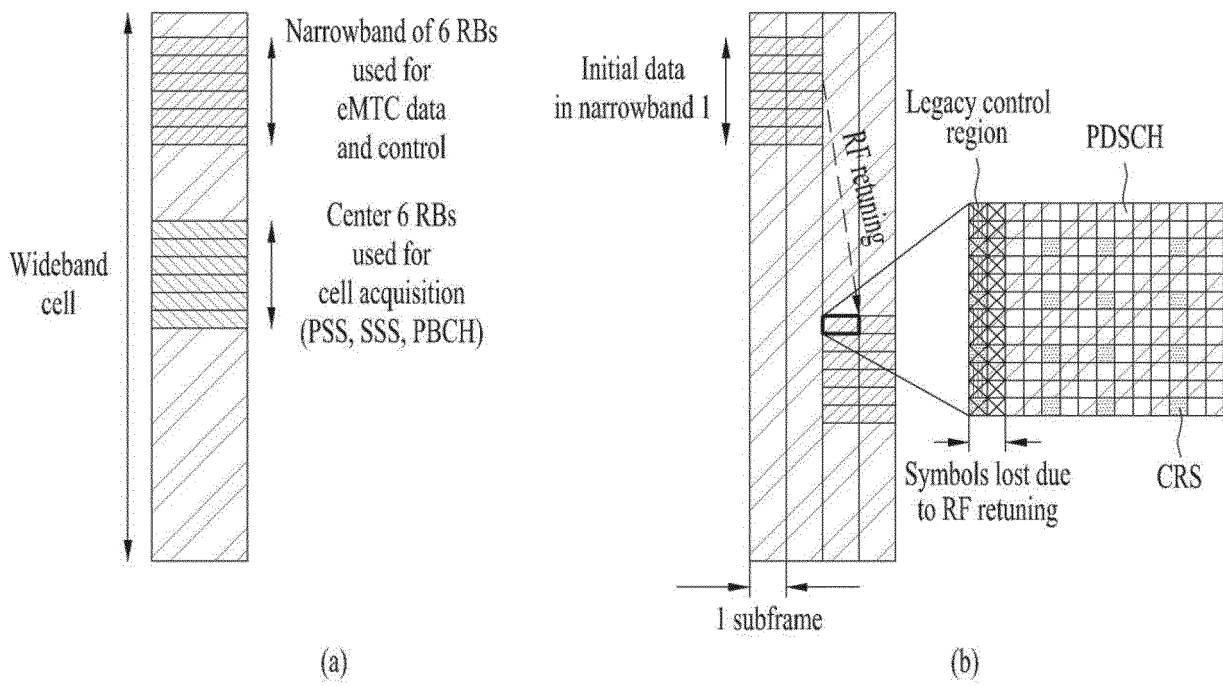 Wideband
cell
Narrowband of 6 RBs
used for
eMTC data
and control
Center 6 RBs
used for
cell acquisition
(PSS, SSS, PBCH)
(a)
Initial data
in narrowband 1
RF retuning
Legacy control
region
PDSCH
Symbols lost due
to RF retuning
CRS
1 subframe
(b)